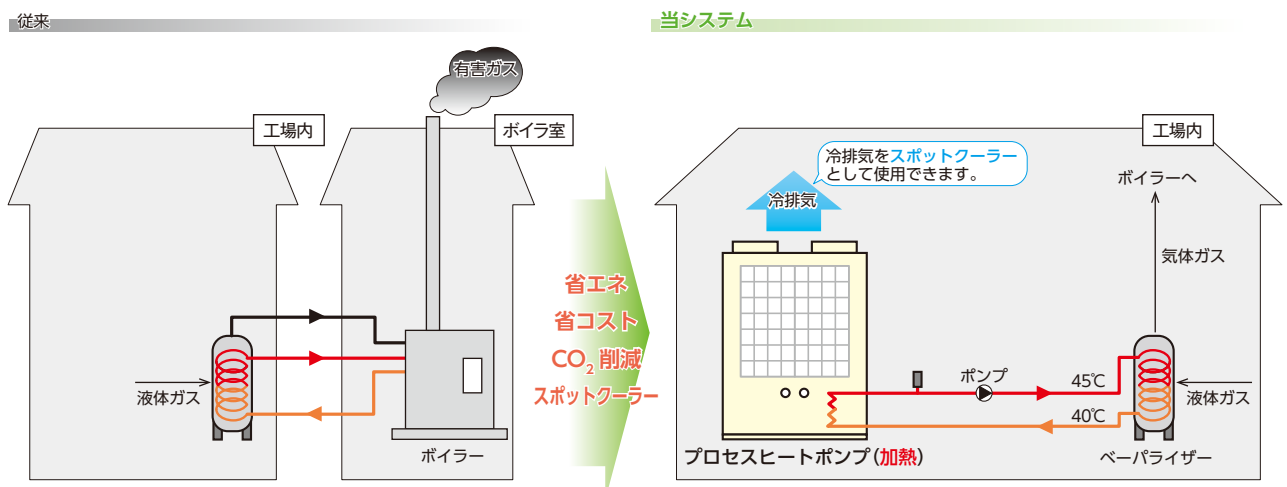 従来
有害ガス
工場内
ボイラ室
液体ガス
ボイラー
省エネ
省コスト
CO₂ 削減
スポットクーラー
当システム
工場内
冷排気をスポットクーラー
として使用できます。
冷排気
ボイラーへ
気体ガス
ポンプ
45℃
40℃
液体ガス
プロセスヒートポンプ(加熱)
ベーパライザー